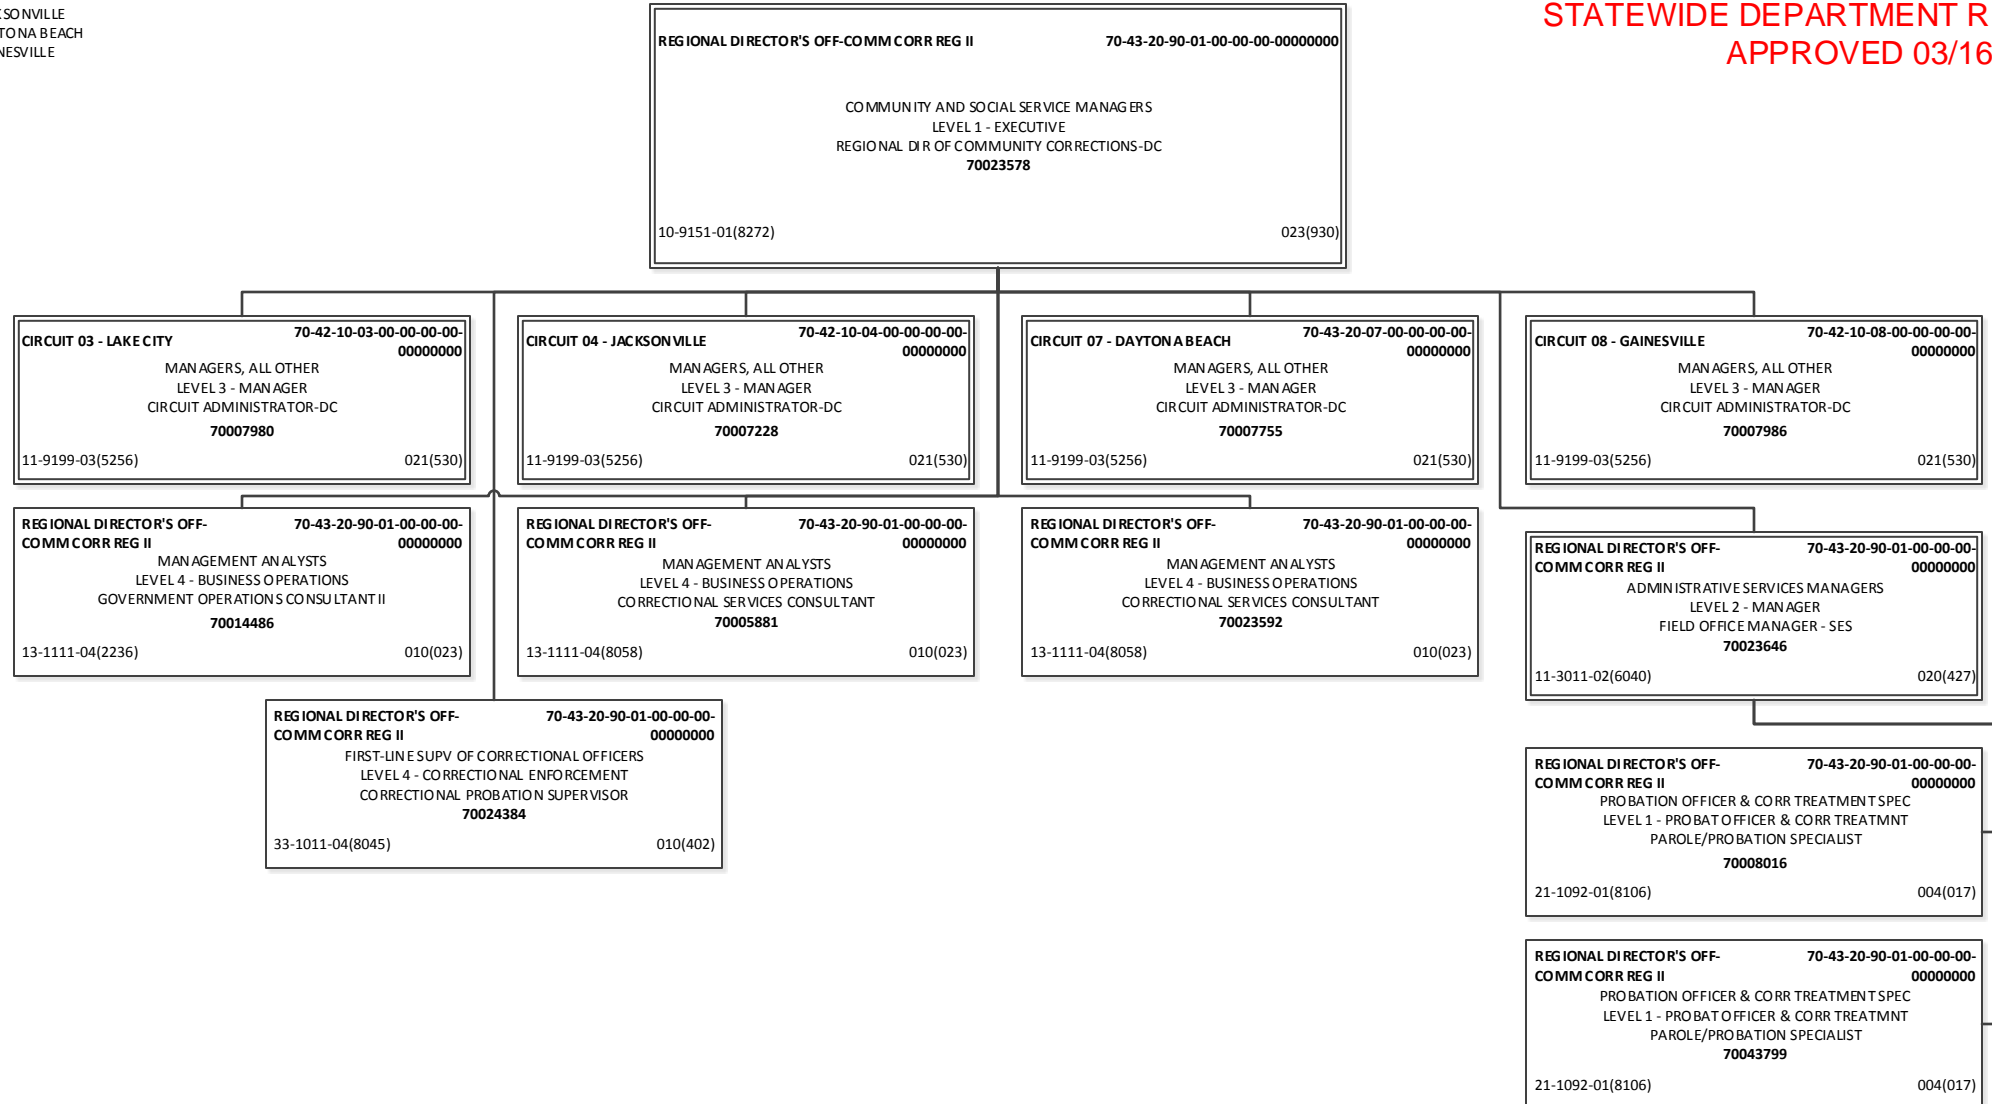 TONA BEACH
STATEWIDE DEPARTMENT R
APPROVED 03/16
REGIONAL DIRECTOR'S OFF-COMM CORR REG II 70-43-20-90-01-00-00-00-00000000
COMMUNITY AND SOCIAL SERVICE MANAGERS
LEVEL 1 - EXECUTIVE
REGIONAL DIR OF COMMUNITY CORRECTIONS-DC
70023578
10-9151-01(8272) 023(930)
CIRCUIT 03 - LAKE CITY 70-42-10-03-00-00-00-00-
00000000
MANAGERS, ALL OTHER
LEVEL 3 - MANAGER
CIRCUIT ADMINISTRATOR-DC
70007980
11-9199-03(5256) 021(530)
CIRCUIT 04 - JACKSONVILLE 70-42-10-04-00-00-00-00-
00000000
MANAGERS, ALL OTHER
LEVEL 3 - MANAGER
CIRCUIT ADMINISTRATOR-DC
70007228
11-9199-03(5256) 021(530)
CIRCUIT 07 - DAYTONA BEACH 70-43-20-07-00-00-00-00-
00000000
MANAGERS, ALL OTHER
LEVEL 3 - MANAGER
CIRCUIT ADMINISTRATOR-DC
70007755
11-9199-03(5256) 021(530)
CIRCUIT 08 - GAINESVILLE 70-42-10-08-00-00-00-00-
00000000
MANAGERS, ALL OTHER
LEVEL 3 - MANAGER
CIRCUIT ADMINISTRATOR-DC
70007986
11-9199-03(5256) 021(530)
REGIONAL DIRECTOR'S OFF- 70-43-20-90-01-00-00-00-
COMM CORR REG II 00000000
MANAGEMENT ANALYSTS
LEVEL 4 - BUSINESS OPERATIONS
GOVERNMENT OPERATIONS CONSULTANT II
70014486
13-1111-04(2236) 010(023)
REGIONAL DIRECTOR'S OFF- 70-43-20-90-01-00-00-00-
COMM CORR REG II 00000000
MANAGEMENT ANALYSTS
LEVEL 4 - BUSINESS OPERATIONS
CORRECTIONAL SERVICES CONSULTANT
70005881
13-1111-04(8058) 010(023)
REGIONAL DIRECTOR'S OFF- 70-43-20-90-01-00-00-00-
COMM CORR REG II 00000000
MANAGEMENT ANALYSTS
LEVEL 4 - BUSINESS OPERATIONS
CORRECTIONAL SERVICES CONSULTANT
70023592
13-1111-04(8058) 010(023)
REGIONAL DIRECTOR'S OFF- 70-43-20-90-01-00-00-00-
COMM CORR REG II 00000000
ADMINISTRATIVE SERVICES MANAGERS
LEVEL 2 - MANAGER
FIELD OFFICE MANAGER - SES
70023646
11-3011-02(6040) 020(427)
REGIONAL DIRECTOR'S OFF- 70-43-20-90-01-00-00-00-
COMM CORR REG II 00000000
FIRST-LINE SUPV OF CORRECTIONAL OFFICERS
LEVEL 4 - CORRECTIONAL ENFORCEMENT
CORRECTIONAL PROBATION SUPERVISOR
70024384
33-1011-04(8045) 010(402)
REGIONAL DIRECTOR'S OFF- 70-43-20-90-01-00-00-00-
COMM CORR REG II 00000000
PROBATION OFFICER & CORR TREATMENT SPEC
LEVEL 1 - PROBAT OFFICER & CORR TREATMNT
PAROLE/PROBATION SPECIALIST
70008016
21-1092-01(8106) 004(017)
REGIONAL DIRECTOR'S OFF- 70-43-20-90-01-00-00-00-
COMM CORR REG II 00000000
PROBATION OFFICER & CORR TREATMENT SPEC
LEVEL 1 - PROBAT OFFICER & CORR TREATMNT
PAROLE/PROBATION SPECIALIST
70043799
21-1092-01(8106) 004(017)